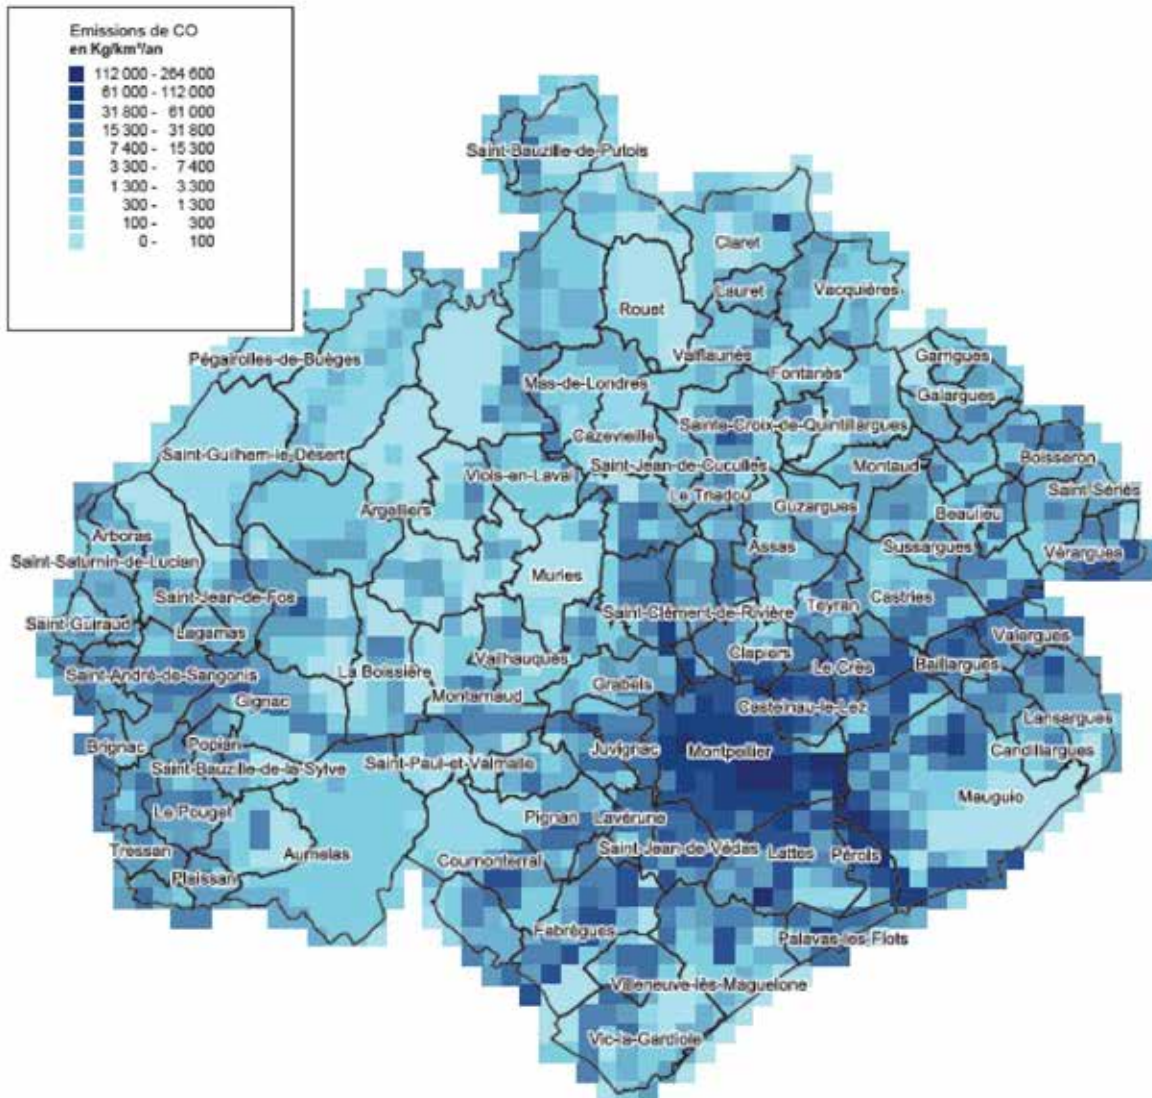 Emissions de CO
en Kg/km²/an
112 000 - 264 600
61 000 - 112 000
31 800 - 61 000
15 300 - 31 800
7 400 - 15 300
3 300 - 7 400
1 300 - 3 300
300 - 1 300
100 - 300
0 - 100
Saint-Bauzille-de-Putois
Claret
Lauret
Vacquières
Rouet
Pégairolles-de-Buèges
Valflaunès
Garrigues
Fontanès
Mas-de-Londres
Galargues
Sainte-Croix-de-Quintillargues
Cazevieille
Saint-Guilhem-le-Désert
Boisseron
Saint-Jean-de-Cuculles
Montaud
Viols-en-Laval
Saint-Sériès
Le Triadou
Guzargues
Argelliers
Beaulieu
Arboras
Assas
Sussargues
Vérargues
Saint-Saturnin-de-Lucian
Murles
Saint-Jean-de-Fos
Castries
Teyran
Saint-Clément-de-Rivière
Saint-Guiraud
Lagamas
Valergues
Clapiers
Vailhauquès
Baillargues
Le Crès
La Boissière
Saint-André-de-Sangonis
Grabels
Montarnaud
Gignac
Castelnau-le-Lez
Lansargues
Brignac
Popian
Juvignac
Montpellier
Candillargues
Saint-Paul-et-Valmalle
Saint-Bauzille-de-la-Sylve
Mauguio
Le Pouget
Pignan
Lavérune
Saint-Jean-de-Védas
Tressan
Aumelas
Lattes
Pérols
Cournonterral
Plaissan
Fabrègues
Palavas-les-Flots
Villeneuve-lès-Maguelone
Vic-la-Gardiole